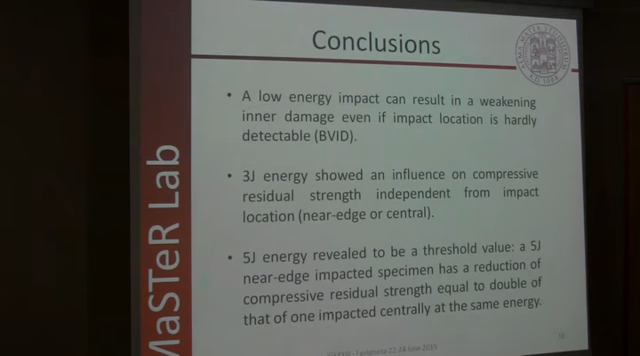 Conclusions
• A low energy impact can result in a weakening
inner damage even if impact location is hardly
detectable (BVID).
• 3J energy showed an influence on compressive
residual strength independent from impact
location (near-edge or central).
• 5J energy revealed to be a threshold value: a 5J
near-edge impacted specimen has a reduction of
compressive residual strength equal to double of
that of one impacted centrally at the same energy.
MaSTeR Lab